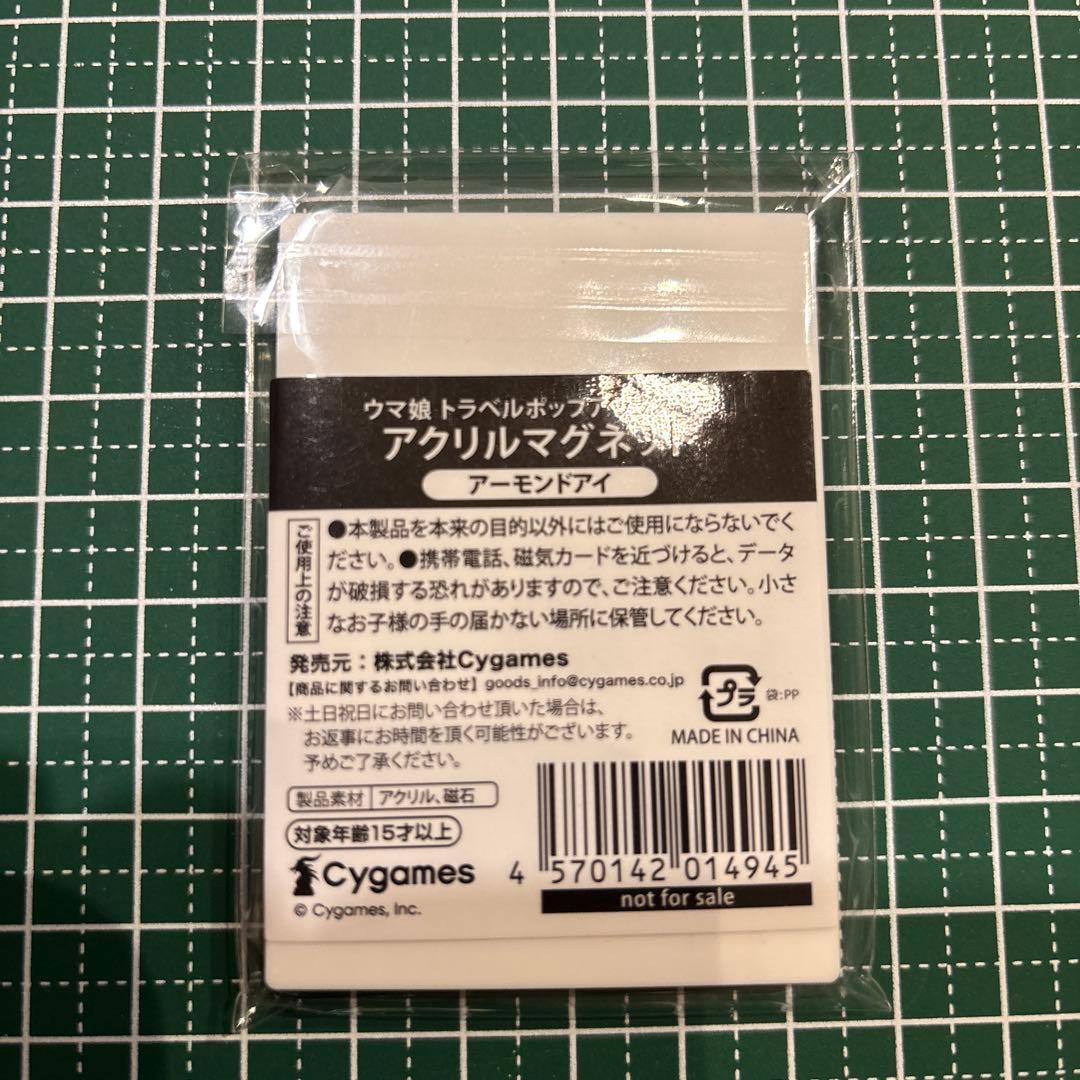 ウマ娘 トラベルポップア
アクリルマグネット
アーモンドアイ
ご使用上の注意
●本製品を本来の目的以外にはご使用にならないでく
ださい。●携帯電話、磁気カードを近づけると、データ
が破損する恐れがありますので、ご注意ください。小さ
なお子様の手の届かない場所に保管してください。
発売元：株式会社Cygames
【商品に関するお問い合わせ】goods_info@cygames.co.jp
※土日祝日にお問い合わせ頂いた場合は、
お返事にお時間を頂く可能性がございます。
予めご了承ください。
プラ 袋:PP
MADE IN CHINA
製品素材 アクリル、磁石
対象年齢15才以上
Cygames
© Cygames, Inc.
4 570142 014945
not for sale